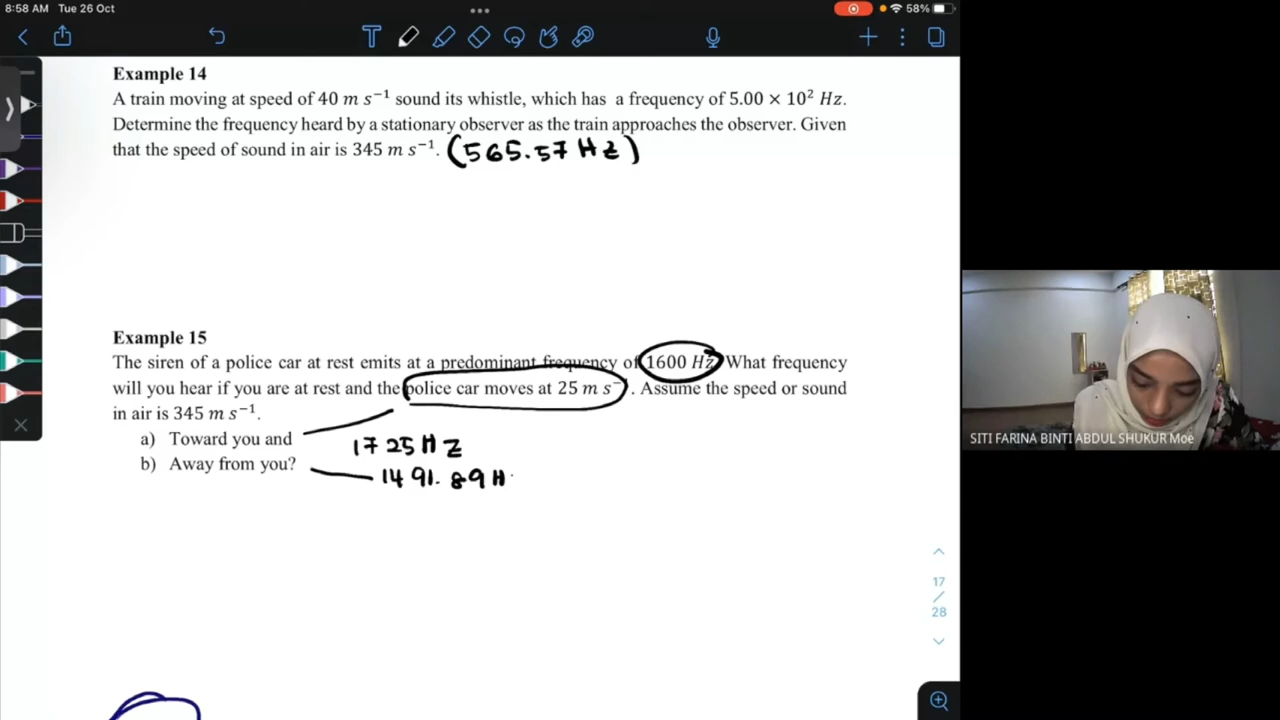 8:58 AM Tue 26 Oct
58%
Example 14
A train moving at speed of 40 m s⁻¹ sound its whistle, which has a frequency of 5.00 × 10² Hz.
Determine the frequency heard by a stationary observer as the train approaches the observer. Given
that the speed of sound in air is 345 m s⁻¹. (565.57 Hz)
Example 15
The siren of a police car at rest emits at a predominant frequency of 1600 Hz. What frequency
will you hear if you are at rest and the police car moves at 25 m s⁻¹. Assume the speed or sound
in air is 345 m s⁻¹.
a) Toward you and
1725 Hz
b) Away from you?
1491.89 H
SITI FARINA BINTI ABDUL SHUKUR Moe
17
/
28